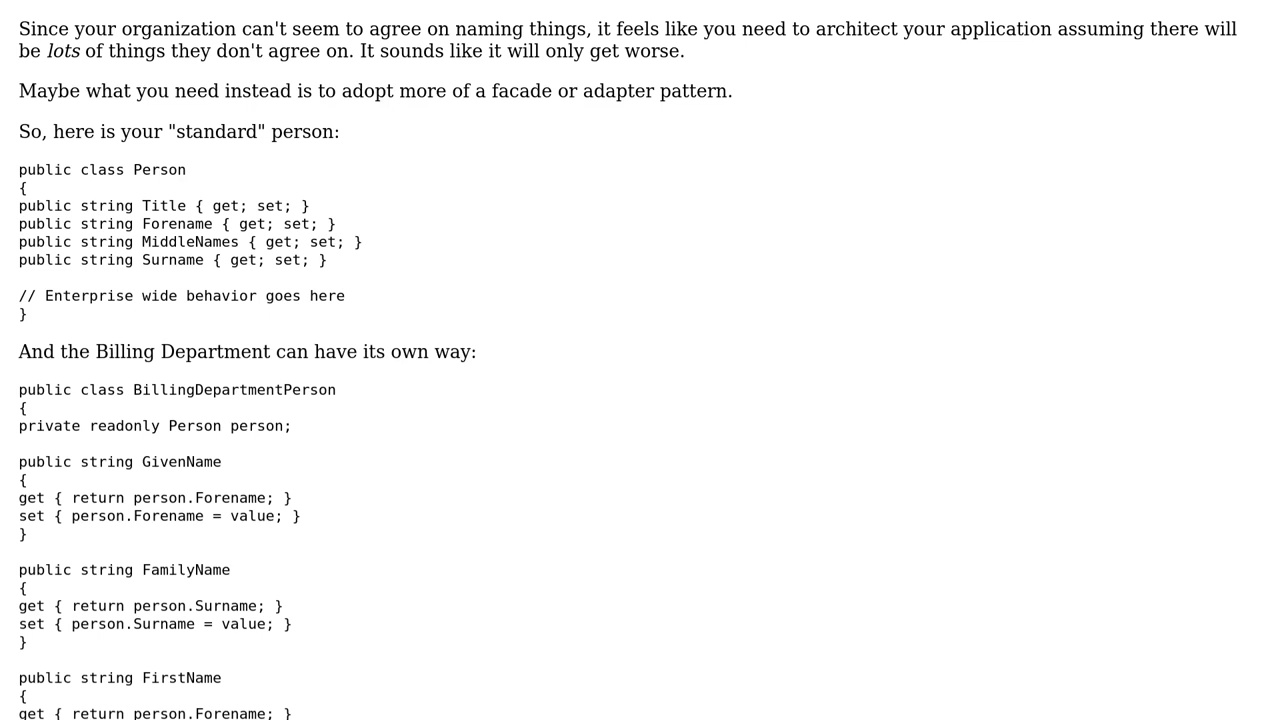 Since your organization can't seem to agree on naming things, it feels like you need to architect your application assuming there will
be lots of things they don't agree on. It sounds like it will only get worse.
Maybe what you need instead is to adopt more of a facade or adapter pattern.
So, here is your "standard" person:
public class Person
{
public string Title { get; set; }
public string Forename { get; set; }
public string MiddleNames { get; set; }
public string Surname { get; set; }
// Enterprise wide behavior goes here
}
And the Billing Department can have its own way:
public class BillingDepartmentPerson
{
private readonly Person person;
public string GivenName
{
get { return person.Forename; }
set { person.Forename = value; }
}
public string FamilyName
{
get { return person.Surname; }
set { person.Surname = value; }
}
public string FirstName
{
get { return person.Forename; }